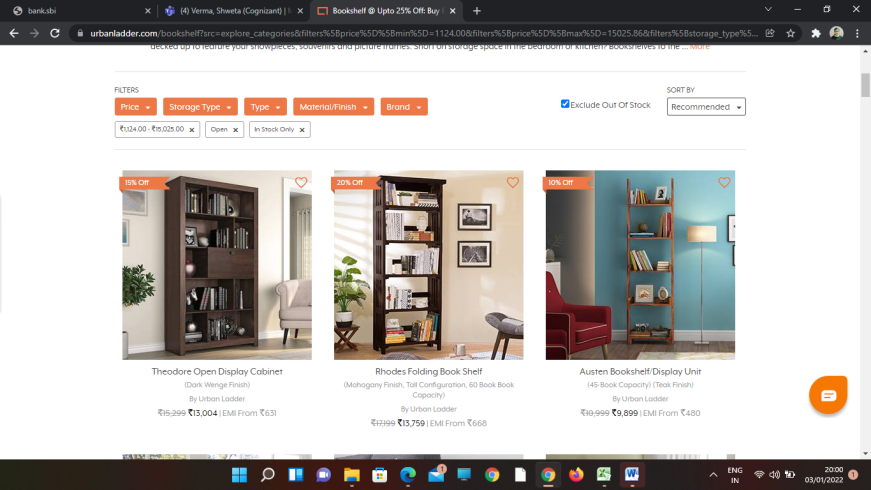 bank.sbi
(4) Verma, Shweta (Cognizant) | M
Bookshelf @ Upto 25% Off: Buy
urbanladder.com/bookshelf?src=explore_categories&filters%5Bprice%5D%5Bmin%5D=1124.00&filters%5Bprice%5D%5Bmax%5D=15025.86&filters%5Bstorage_type%5...
decked up to feature your showpieces, souvenirs and picture frames. Short on storage space in the bedroom or kitchen? Bookshelves to the ... More
FILTERS
SORT BY
Price
Storage Type
Type
Material/Finish
Brand
Exclude Out Of Stock
Recommended
₹1,124.00 - ₹15,025.00 ×
Open ×
In Stock Only ×
15% Off
20% Off
10% Off
Theodore Open Display Cabinet
(Dark Wenge Finish)
By Urban Ladder
₹15,299 ₹13,004 | EMI From ₹631
Rhodes Folding Book Shelf
(Mahogany Finish, Tall Configuration, 60 Book Book
Capacity)
By Urban Ladder
₹17,199 ₹13,759 | EMI From ₹668
Austen Bookshelf/Display Unit
(45-Book Capacity) (Teak Finish)
By Urban Ladder
₹10,999 ₹9,899 | EMI From ₹480
ENG
IN
20:00
03/01/2022
1
1